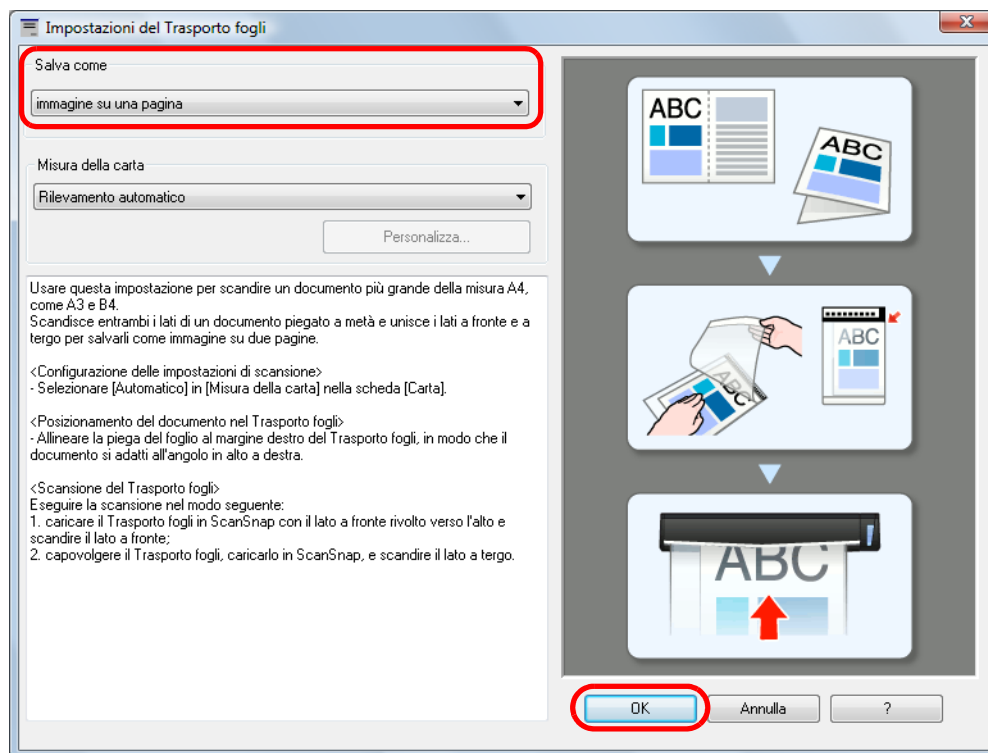 Impostazioni del Trasporto fogli
Salva come
immagine su una pagina
Misura della carta
Rilevamento automatico
Personalizza...
Usare questa impostazione per scandire un documento più grande della misura A4,
come A3 e B4.
Scandisce entrambi i lati di un documento piegato a metà e unisce i lati a fronte e a
tergo per salvarli come immagine su due pagine.
<Configurazione delle impostazioni di scansione>
- Selezionare [Automatico] in [Misura della carta] nella scheda [Carta].
<Posizionamento del documento nel Trasporto fogli>
- Allineare la piega del foglio al margine destro del Trasporto fogli, in modo che il
documento si adatti all'angolo in alto a destra.
<Scansione del Trasporto fogli>
Eseguire la scansione nel modo seguente:
1. caricare il Trasporto fogli in ScanSnap con il lato a fronte rivolto verso l'alto e
scandire il lato a fronte;
2. capovolgere il Trasporto fogli, caricarlo in ScanSnap, e scandire il lato a tergo.
ABC
ABC
ABC
ABC
ABC
OK
Annulla
?